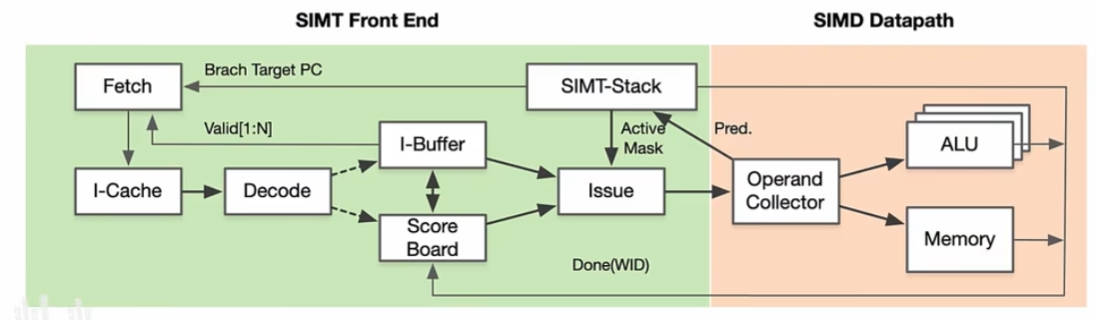 SIMT Front End
SIMD Datapath
Fetch
Brach Target PC
SIMT-Stack
Valid[1:N]
I-Buffer
Active
Mask
Pred.
ALU
I-Cache
Decode
Issue
Operand
Collector
Score
Board
Memory
Done(WID)